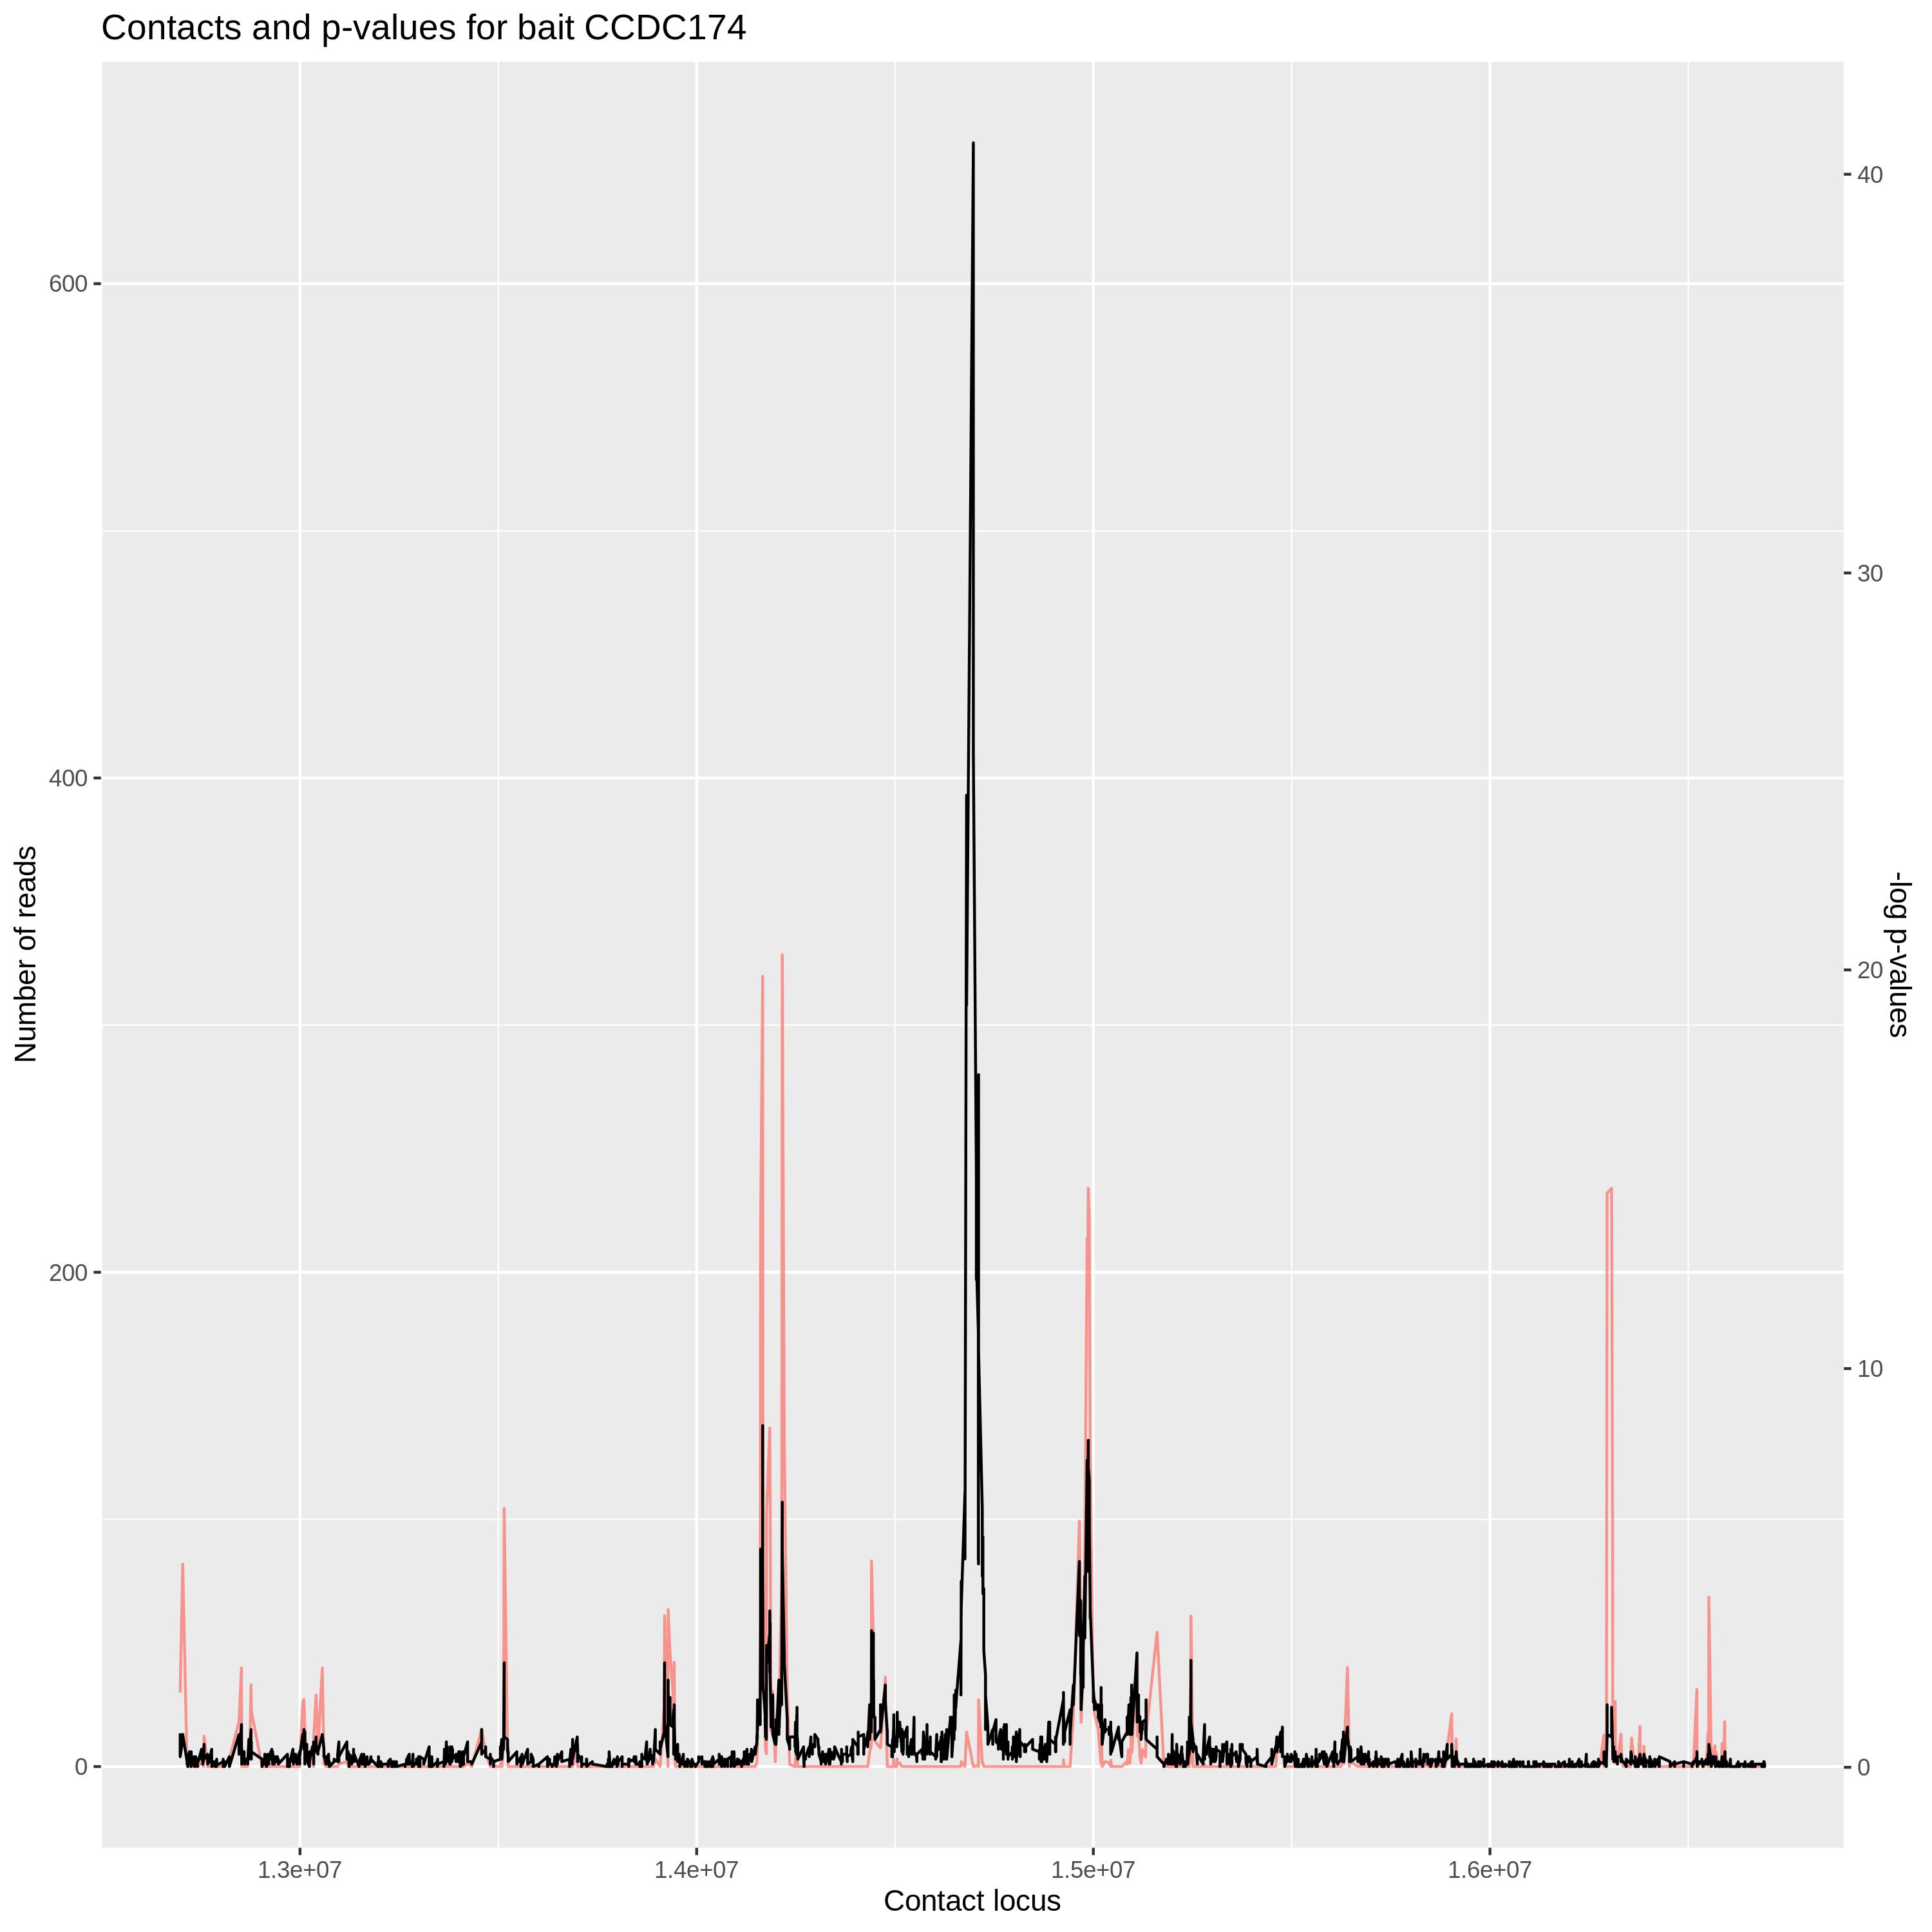 Contacts and p-values for bait CCDC174
600
400
200
0
Number of reads
40
30
20
10
0
-log p-values
1.3e+07 1.4e+07 1.5e+07 1.6e+07
Contact locus